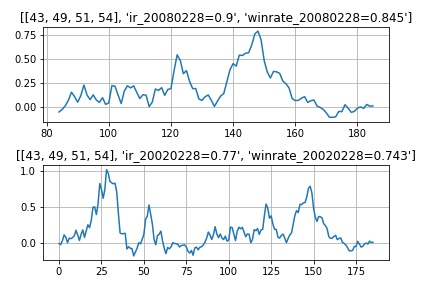 [[43, 49, 51, 54], 'ir_20080228=0.9', 'winrate_20080228=0.845']
0.75
0.50
0.25
0.00
80 100 120 140 160 180
[[43, 49, 51, 54], 'ir_20020228=0.77', 'winrate_20020228=0.743']
1.0
0.5
0.0
0 25 50 75 100 125 150 175